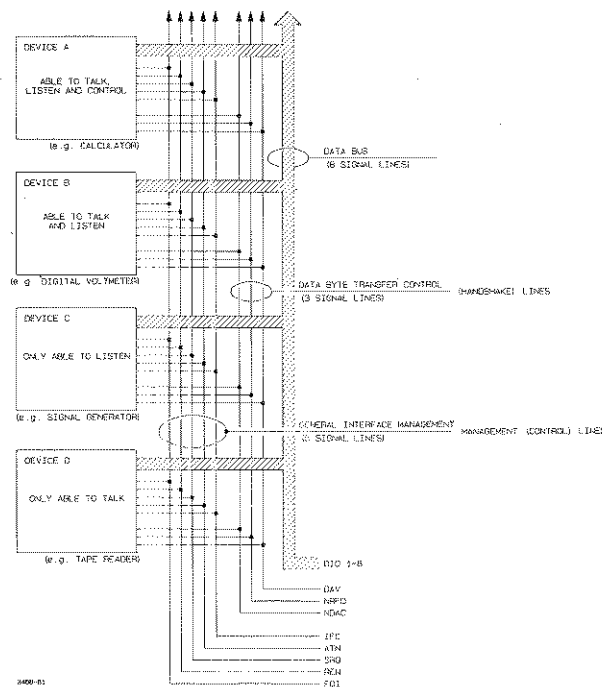 DEVICE A
ABLE TO TALK,
LISTEN AND CONTROL
(e.g. CALCULATOR)
DATA BUS
(8 SIGNAL LINES)
DEVICE B
ABLE TO TALK
AND LISTEN
(e.g. DIGITAL VOLTMETER)
DATA BYTE TRANSFER CONTROL
(3 SIGNAL LINES)
(HANDSHAKE) LINES
DEVICE C
ONLY ABLE TO LISTEN
(e.g. SIGNAL GENERATOR)
GENERAL INTERFACE MANAGEMENT
SIGNAL LINES)
MANAGEMENT (CONTROL) LINES
DEVICE D
ONLY ABLE TO TALK
(e.g. TAPE READER)
DIO 1-8
DAV
NRFD
NDAC
IFC
ATN
SRQ
REN
EOI